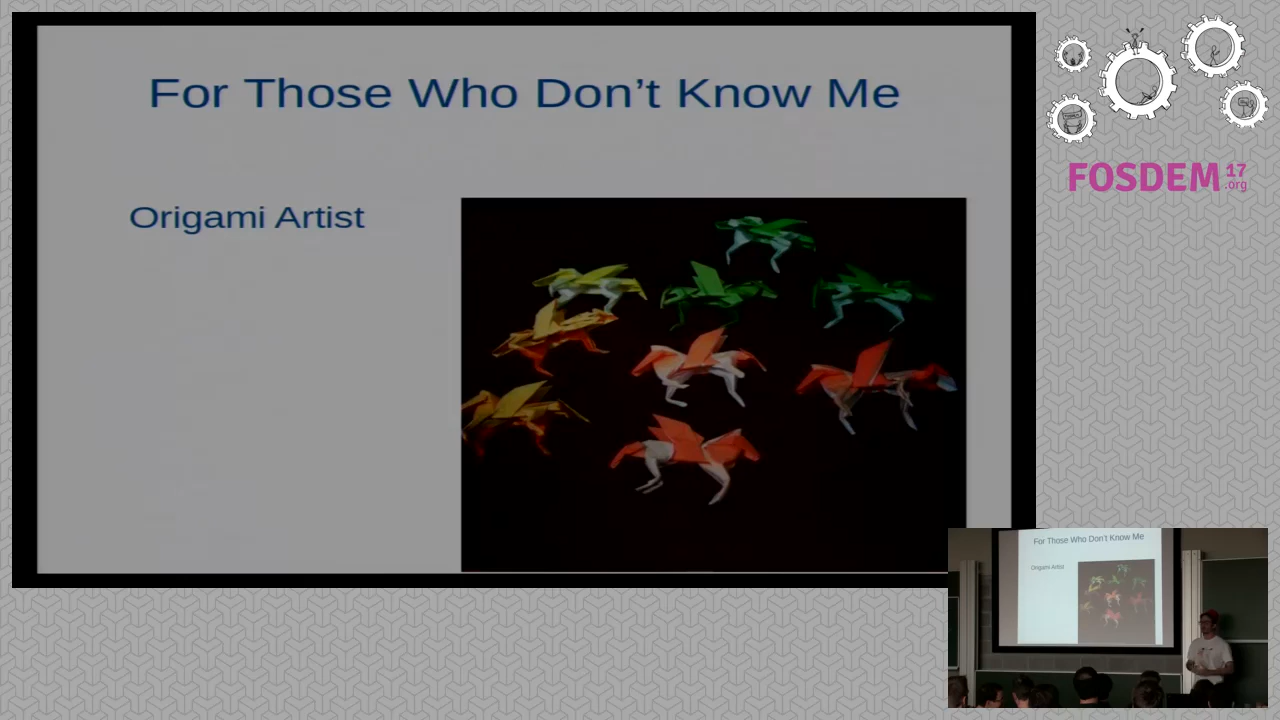 For Those Who Don't Know Me
Origami Artist
FOSDEM 17
.org
For Those Who Don't Know Me
Origami Artist